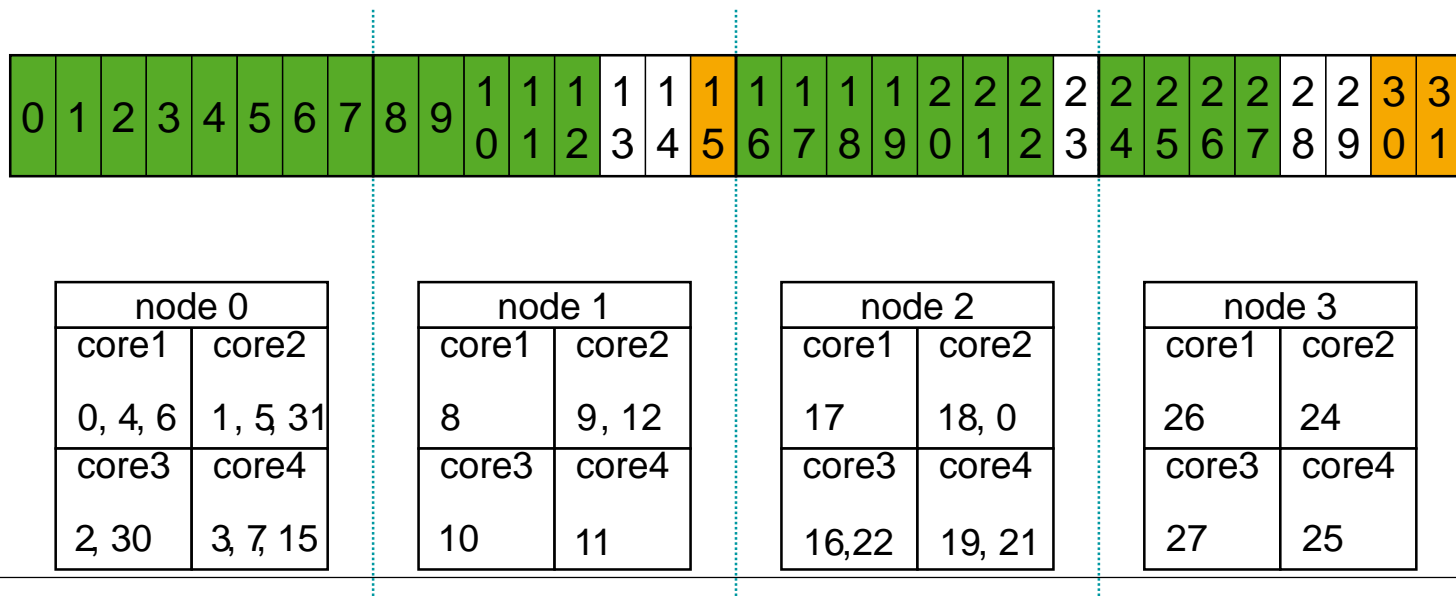 0 1 2 3 4 5 6 7 8 9 10 11 12 13 14 15 16 17 18 19 20 21 22 23 24 25 26 27 28 29 30 31
node 0
core1 core2
0, 4, 6 1, 5, 31
core3 core4
2, 30 3, 7, 15
node 1
core1 core2
8 9, 12
core3 core4
10 11
node 2
core1 core2
17 18, 0
core3 core4
16,22 19, 21
node 3
core1 core2
26 24
core3 core4
27 25